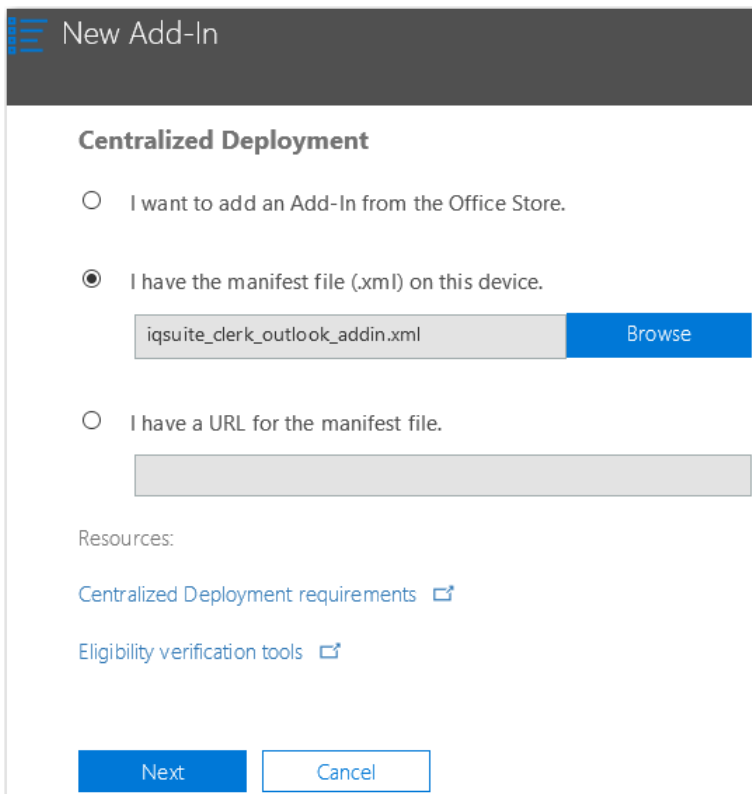 New Add-In
Centralized Deployment
I want to add an Add-In from the Office Store.
I have the manifest file (.xml) on this device.
iqsuite_clerk_outlook_addin.xml
Browse
I have a URL for the manifest file.
Resources:
Centralized Deployment requirements
Eligibility verification tools
Next
Cancel